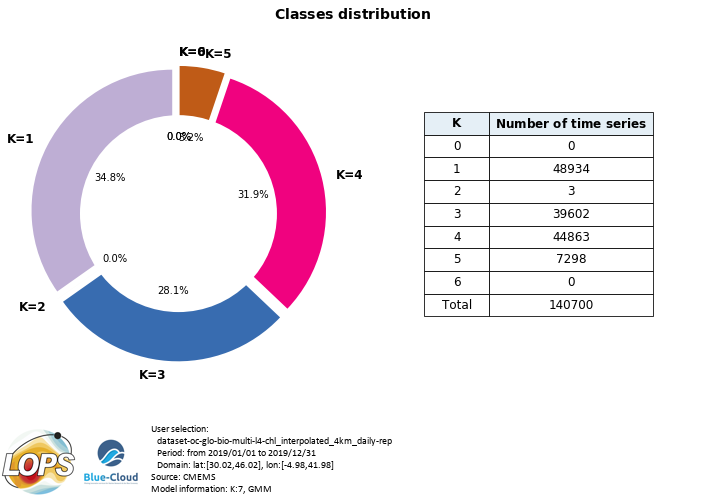 Classes distribution
K=0 K=5
K=1
34.8%
0.0% 5.2%
31.9%
K=4
0.0%
K=2
28.1%
K=3
K Number of time series
0 0
1 48934
2 3
3 39602
4 44863
5 7298
6 0
Total 140700
LOPS
Blue-Cloud
User selection:
dataset-oc-glo-bio-multi-l4-chl_interpolated_4km_daily-rep
Period: from 2019/01/01 to 2019/12/31
Domain: lat:[30.02,46.02], lon:[-4.98,41.98]
Source: CMEMS
Model information: K:7, GMM